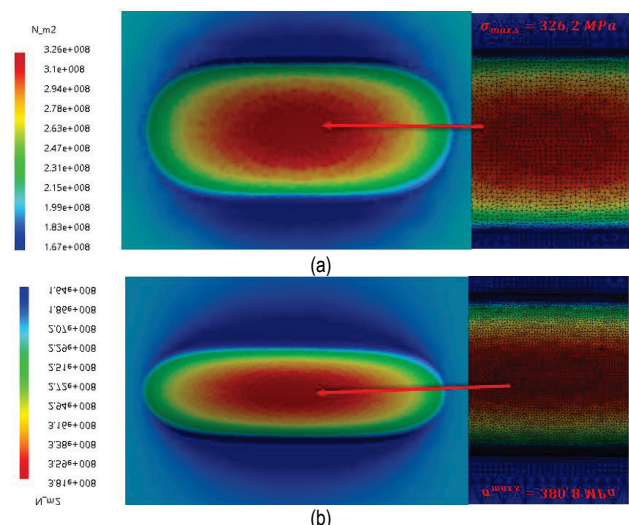 N_m2
3.26e+008
3.1e+008
2.94e+008
2.78e+008
2.63e+008
2.47e+008
2.31e+008
2.15e+008
1.99e+008
1.83e+008
1.67e+008
σmax,s = 326,2 MPa
(a)
1.64e+008
1.86e+008
2.07e+008
2.29e+008
2.51e+008
2.72e+008
2.94e+008
3.16e+008
3.38e+008
3.59e+008
3.81e+008
N_m2
σmax,s = 380,8 MPa
(b)